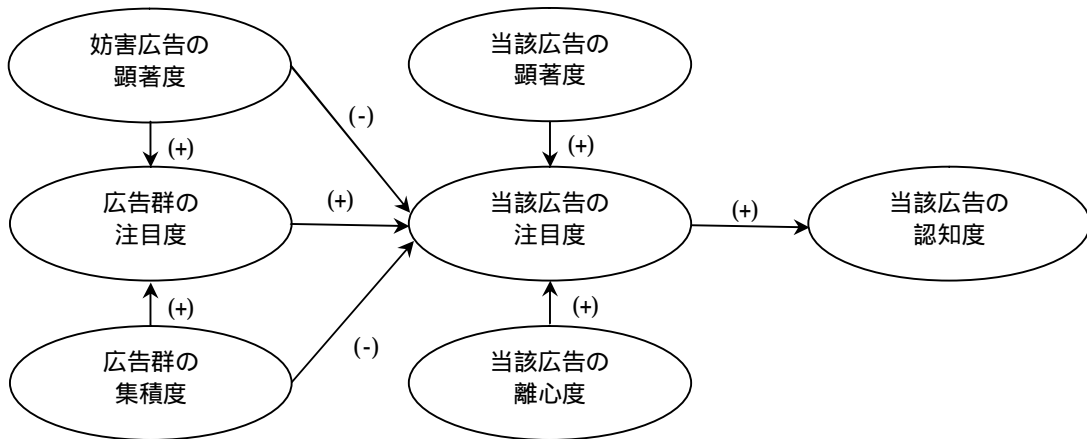 妨害広告の
顕著度
当該広告の
顕著度
(-)
(+)
(+)
広告群の
注目度
(+)
当該広告の
注目度
(+)
当該広告の
認知度
(+)
(+)
(-)
広告群の
集積度
当該広告の
離心度